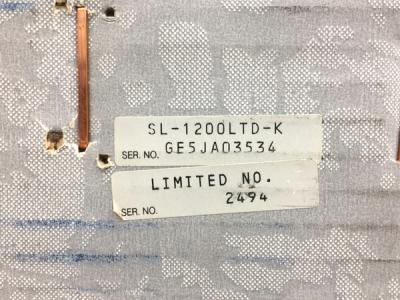 SL-1200LTD-K
SER. NO. GE5JA03534
LIMITED NO.
SER. NO. 2494